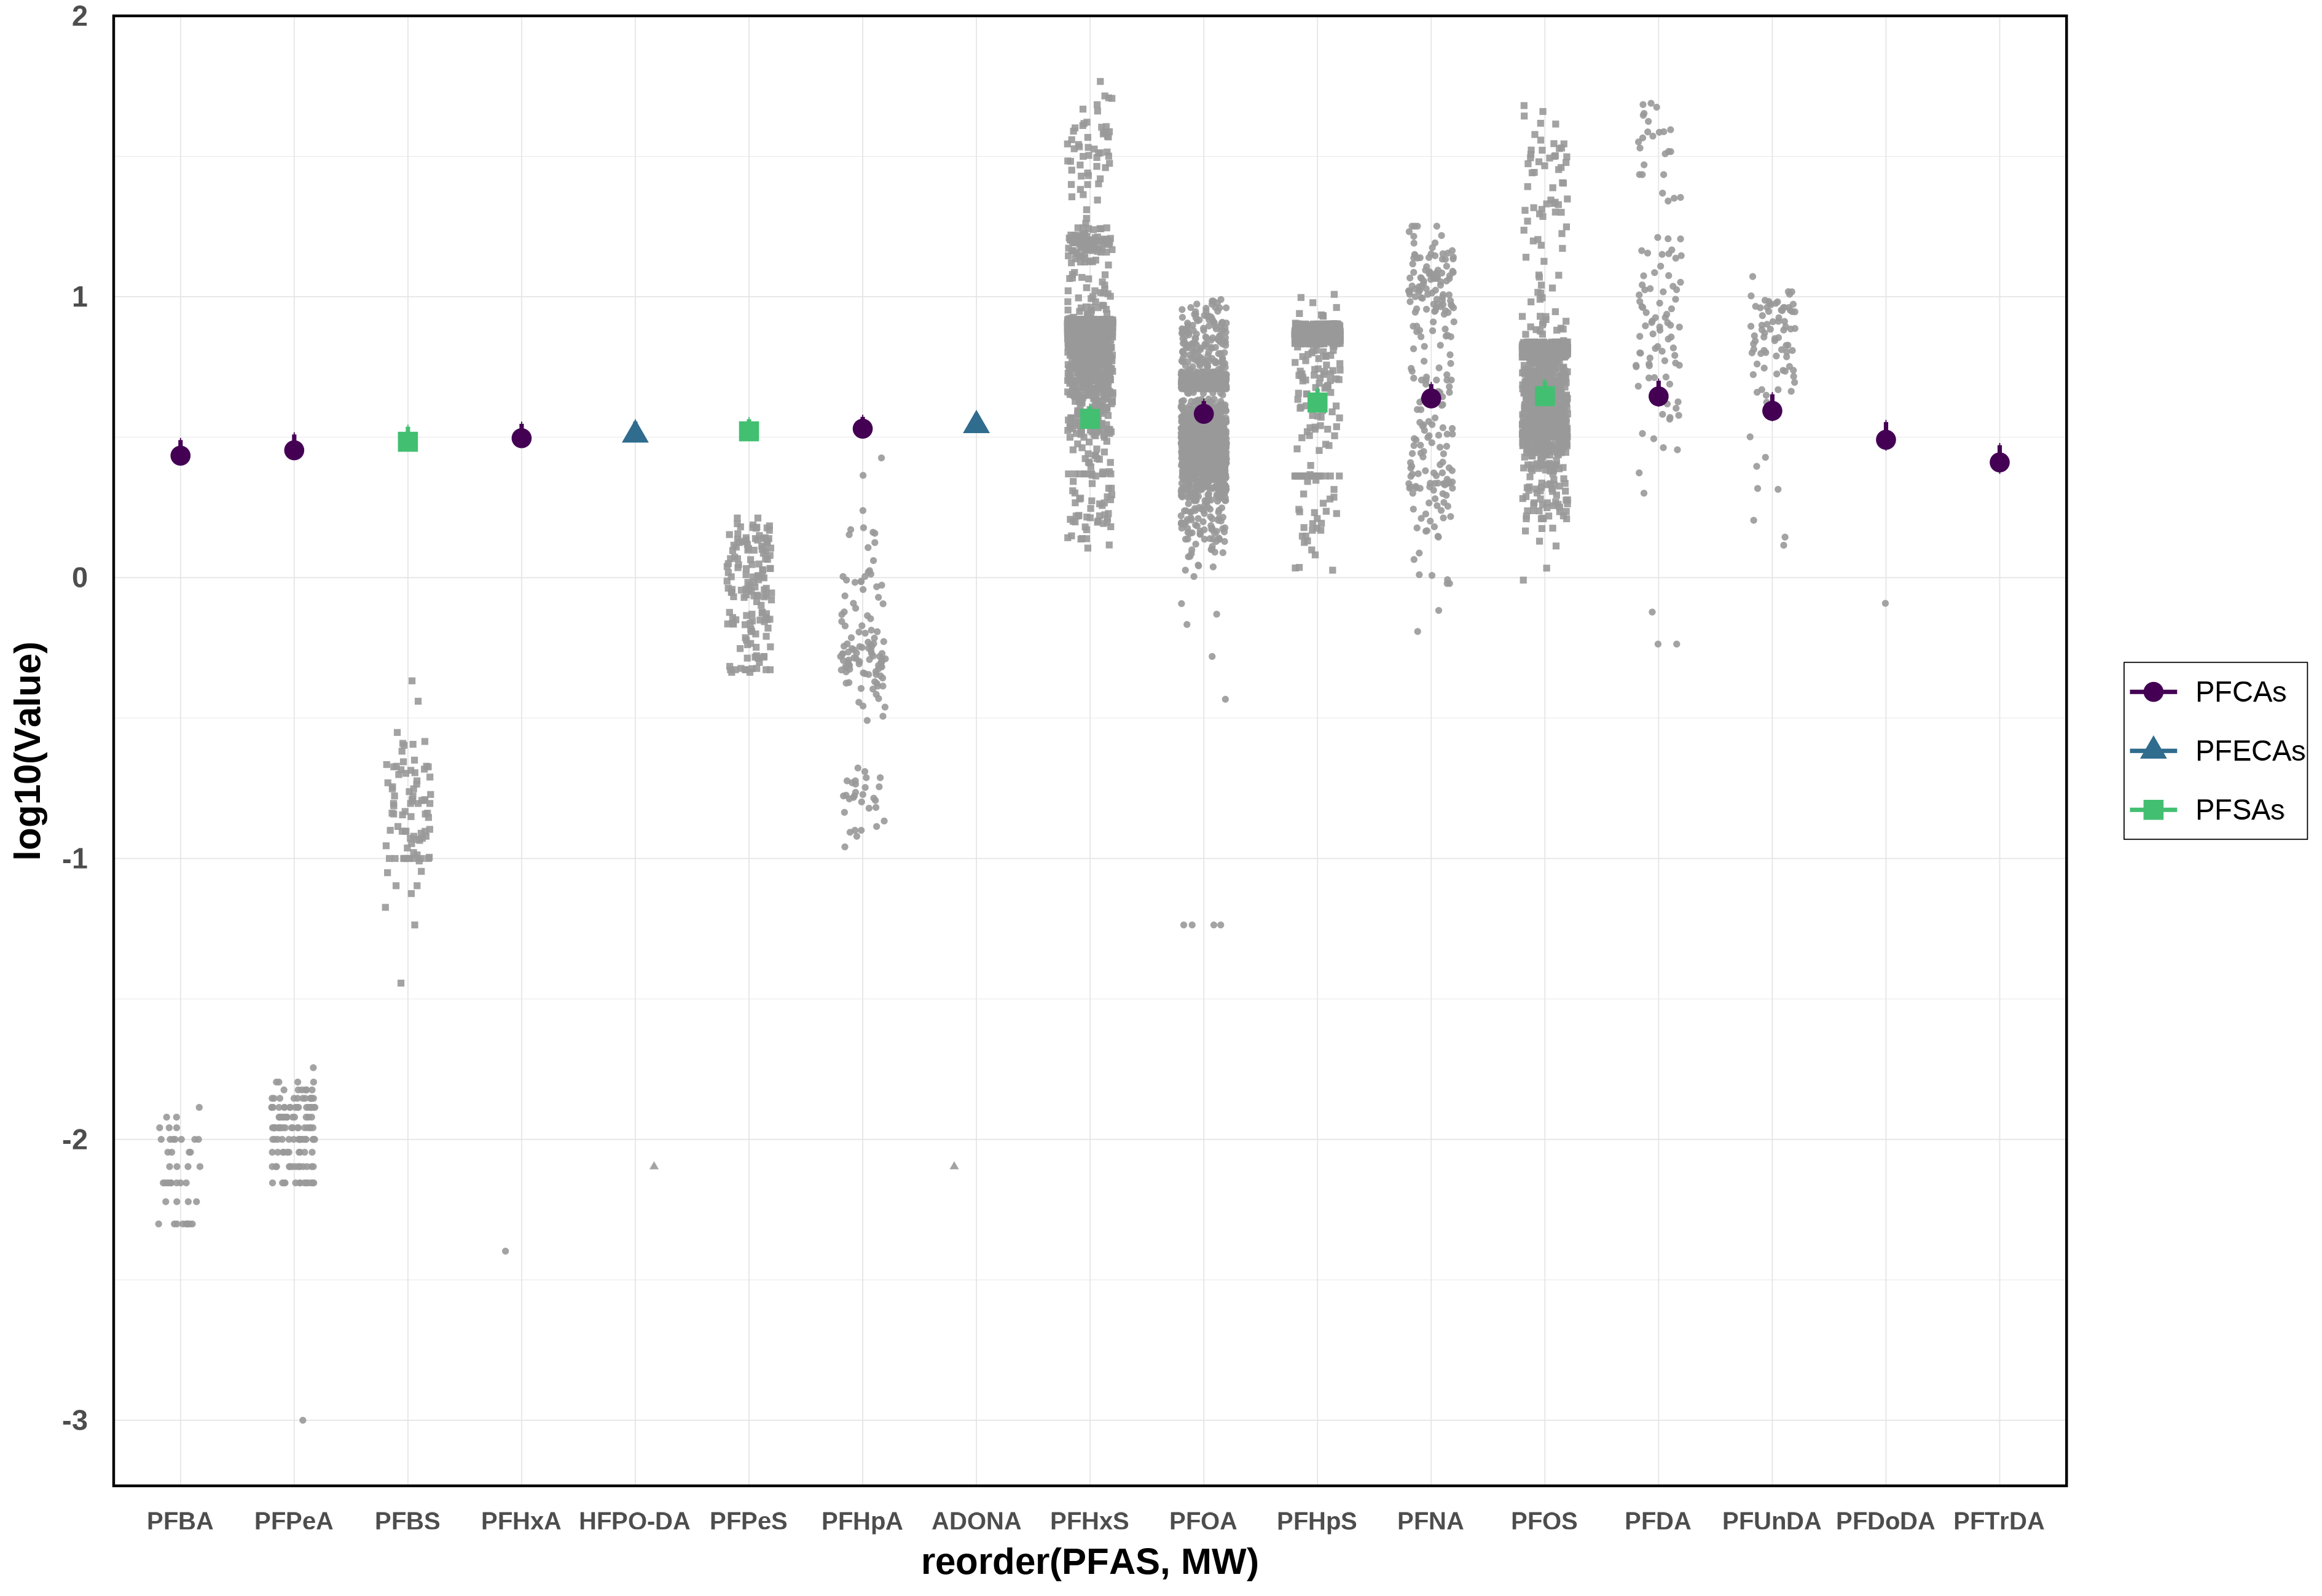 2
1
0
-1
-2
-3
log10(Value)
PFBA PFPeA PFBS PFHxA HFPO-DA PFPeS PFHpA ADONA PFHxS PFOA PFHpS PFNA PFOS PFDA PFUnDA PFDoDA PFTrDA
reorder(PFAS, MW)
PFCAs
PFECAs
PFSAs